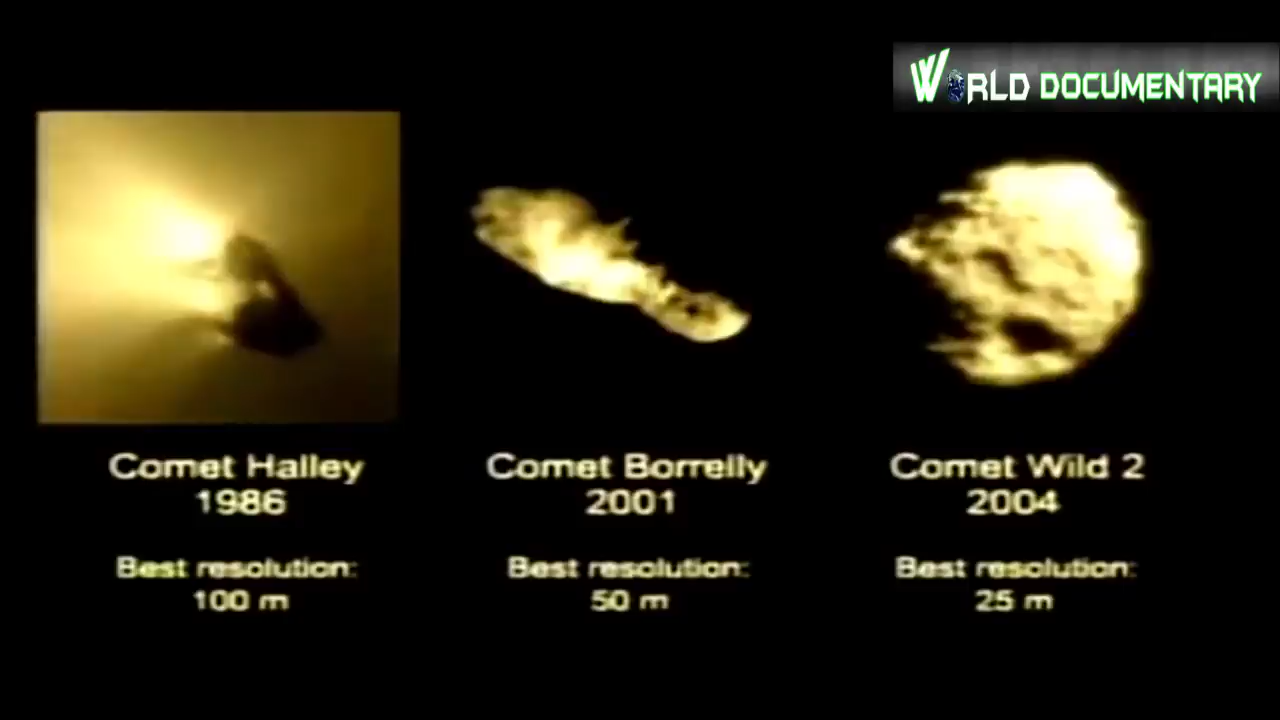 WORLD DOCUMENTARY
Comet Halley
1986
Best resolution:
100 m
Comet Borrelly
2001
Best resolution:
50 m
Comet Wild 2
2004
Best resolution:
25 m